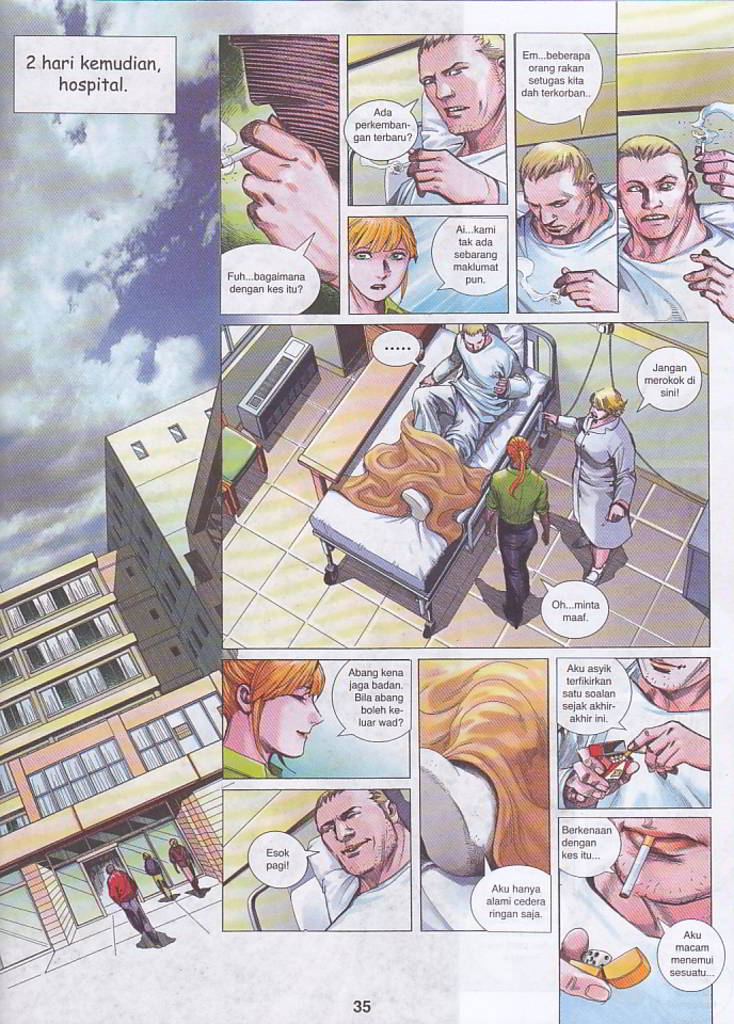 2 hari kemudian,
hospital.
Fuh...bagaimana
dengan kes itu?
Ada
perkemban-
gan terbaru?
Ai...kami
tak ada
sebarang
maklumat
pun.
Em...beberapa
orang rakan
setugas kita
dah terkorban..
.....
Jangan
merokok di
sini!
Oh...minta
maaf.
Abang kena
jaga badan.
Bila abang
boleh ke-
luar wad?
Esok
pagi!
Aku hanya
alami cedera
ringan saja.
Aku asyik
terfikirkan
satu soalan
sejak akhir-
akhir ini.
Berkenaan
dengan
kes itu...
Aku
macam
menemui
sesuatu...
35